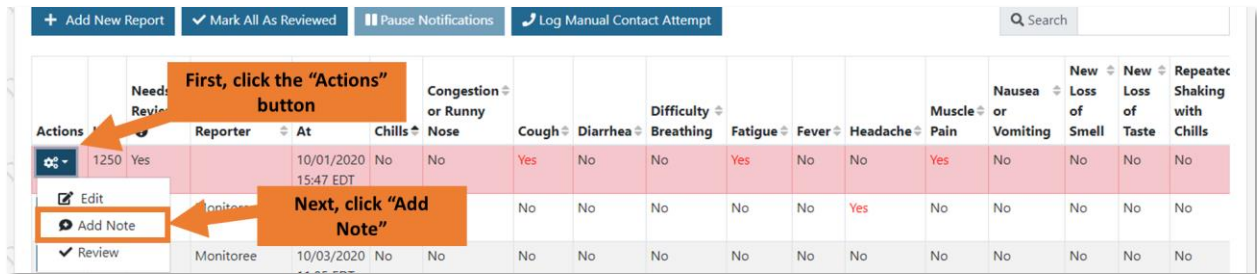 + Add New Report ✔ Mark All As Reviewed Pause Notifications Log Manual Contact Attempt Search
First, click the "Actions" button
Actions Needs Reporter At Chills Congestion or Runny Nose Cough Diarrhea Difficulty Breathing Fatigue Fever Headache Muscle Pain Nausea or Vomiting New Loss of Smell New Loss of Taste Repeated Shaking with Chills
1250 Yes 10/01/2020 15:47 EDT No No Yes No No Yes No No Yes No No No No
Edit
Next, click "Add Note"
Add Note No No No No No Yes No No No No No
Review Monitoree 10/03/2020 No No No No No No No No No No No No No